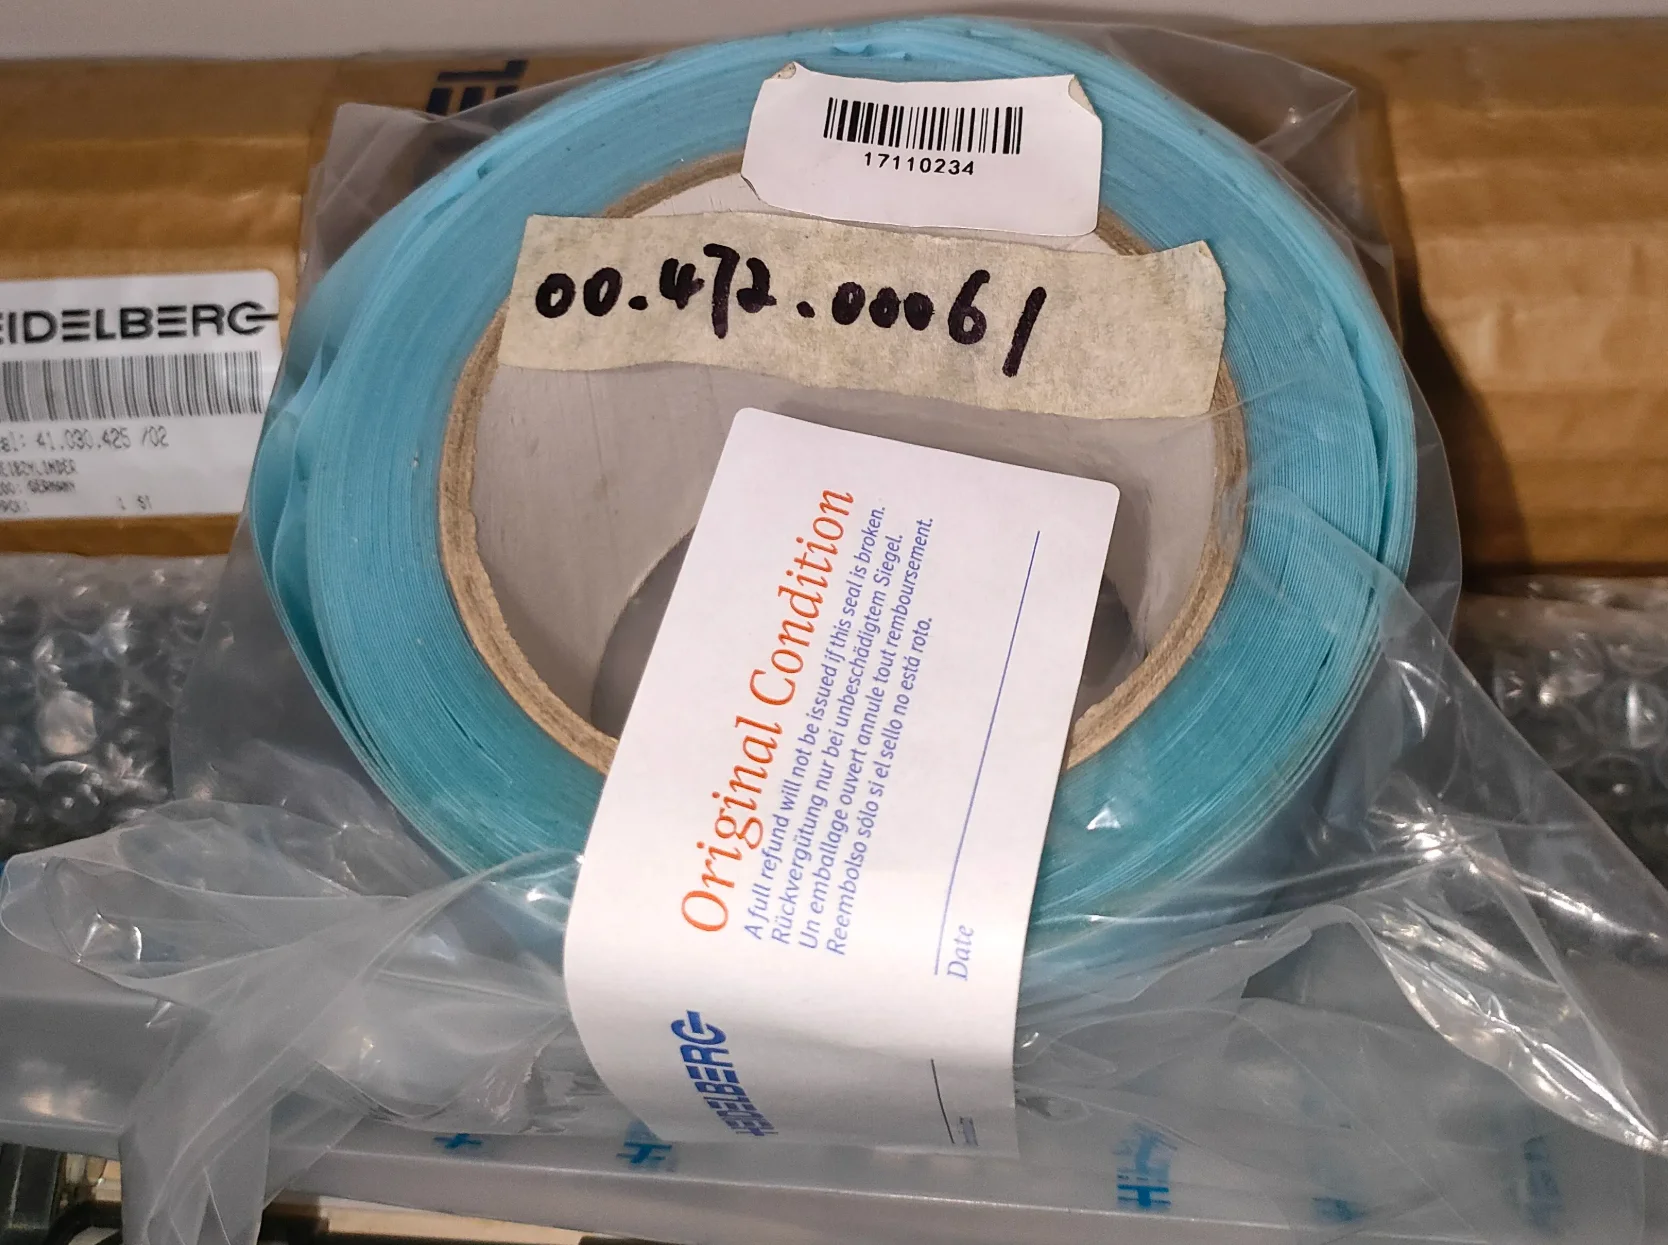 17110234
00.472.0006/
EIDELBERG
41.030.425 /02
GERMANY
Original Condition
A full refund will not be issued if this seal is broken.
Rückvergütung nur bei unbeschädigtem Siegel.
Un emballage ouvert annule tout remboursement.
Reembolso sólo si el sello no está roto.
Date
HEIDELBERG